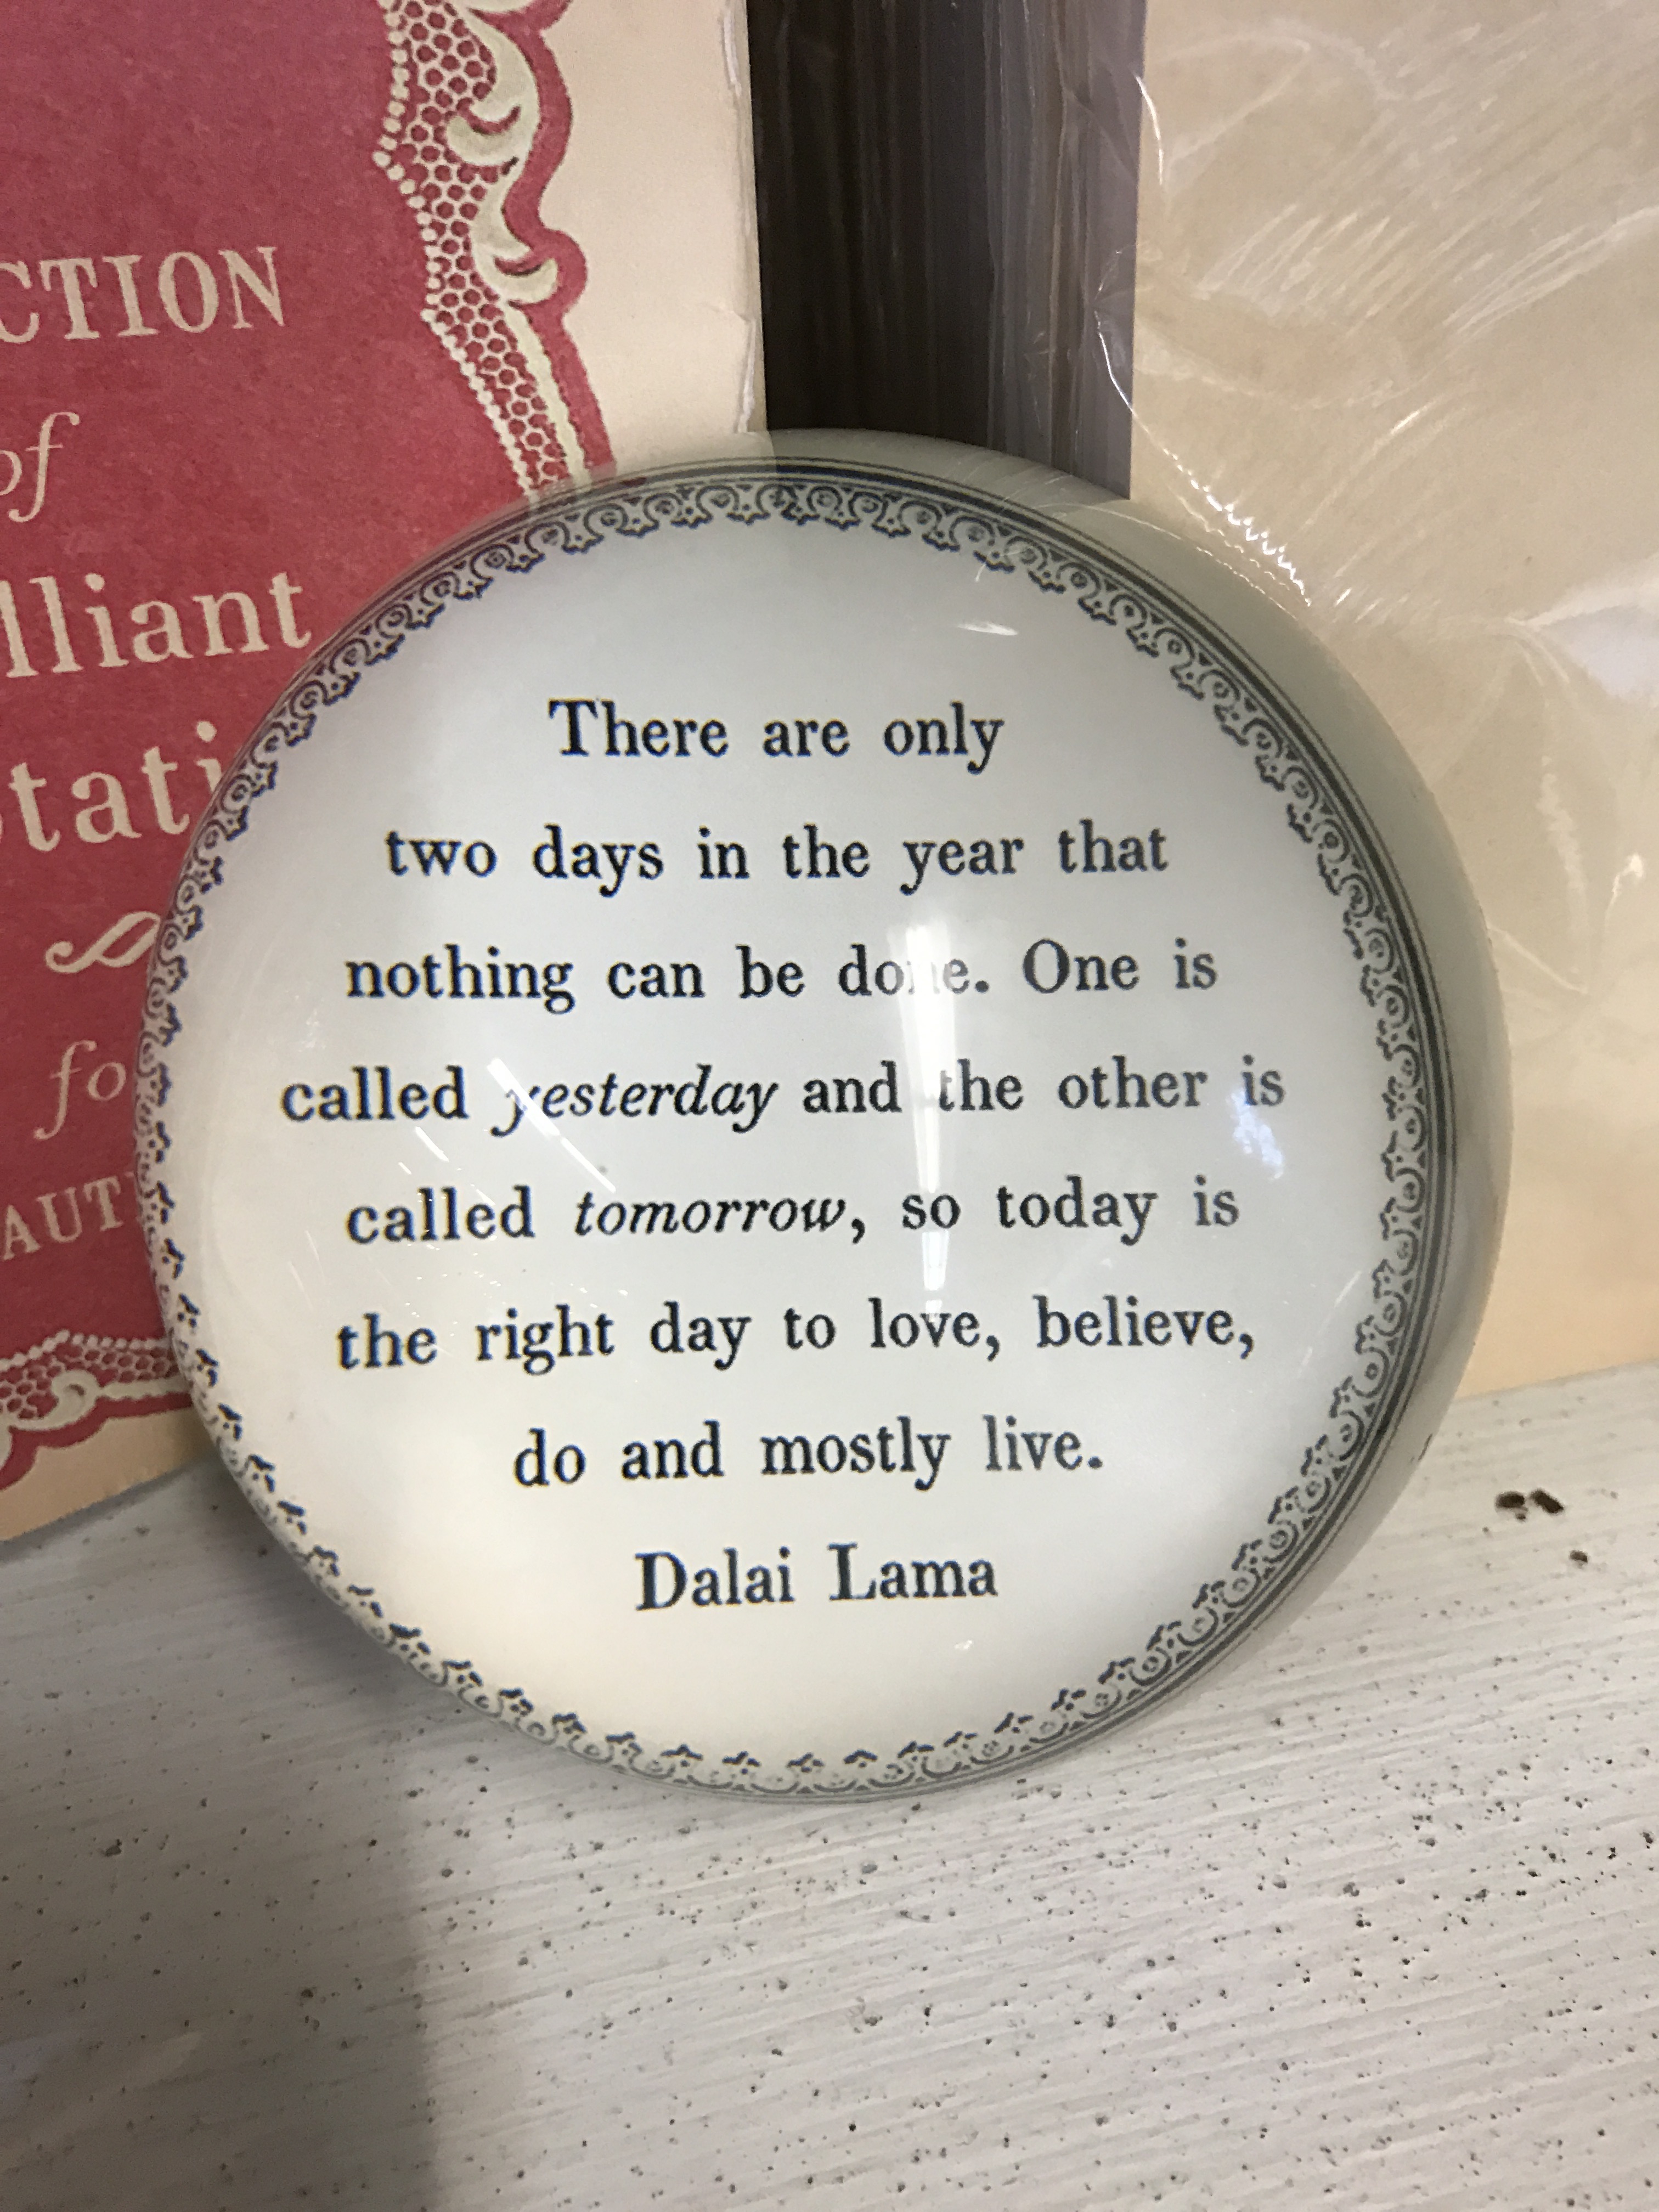 CTION
of
lliant
tati
fo
AUT
There are only
two days in the year that
nothing can be done. One is
called yesterday and the other is
called tomorrow, so today is
the right day to love, believe,
do and mostly live.
Dalai Lama